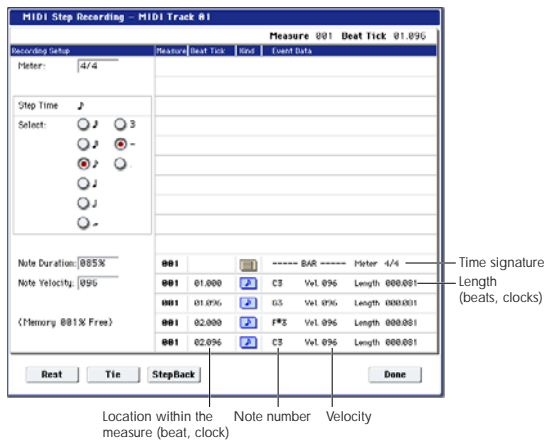 MIDI Step Recording - MIDI Track 01
Measure 001 Beat Tick 01.096
Recording Setup
Measure Beat Tick Kind Event Data
Meter: 4/4
Step Time
Select: 3
-
.
Note Duration: 085% 001 ----- BAR ----- Meter 4/4
Time signature
Note Velocity: 096 001 01.000 C3 Vel. 096 Length 000.081
Length
(beats, clocks)
001 01.096 G3 Vel. 096 Length 000.081
(Memory 001% Free) 001 02.000 F#3 Vel. 096 Length 000.081
001 02.096 C3 Vel. 096 Length 000.081
Rest Tie StepBack Done
Location within the
measure (beat, clock)
Note number
Velocity